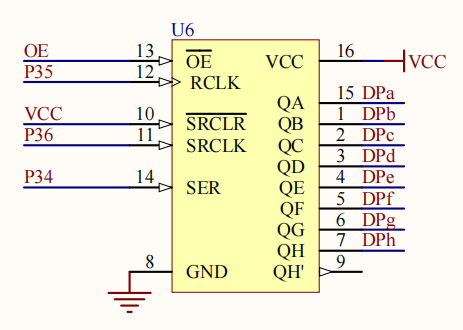 U6
OE 13 OE VCC 16 VCC
P35 12 RCLK
QA 15 DPa
VCC 10 SRCLR QB 1 DPb
P36 11 SRCLK QC 2 DPc
QD 3 DPd
P34 14 SER QE 4 DPe
QF 5 DPf
QG 6 DPg
QH 7 DPh
8 GND QH' 9